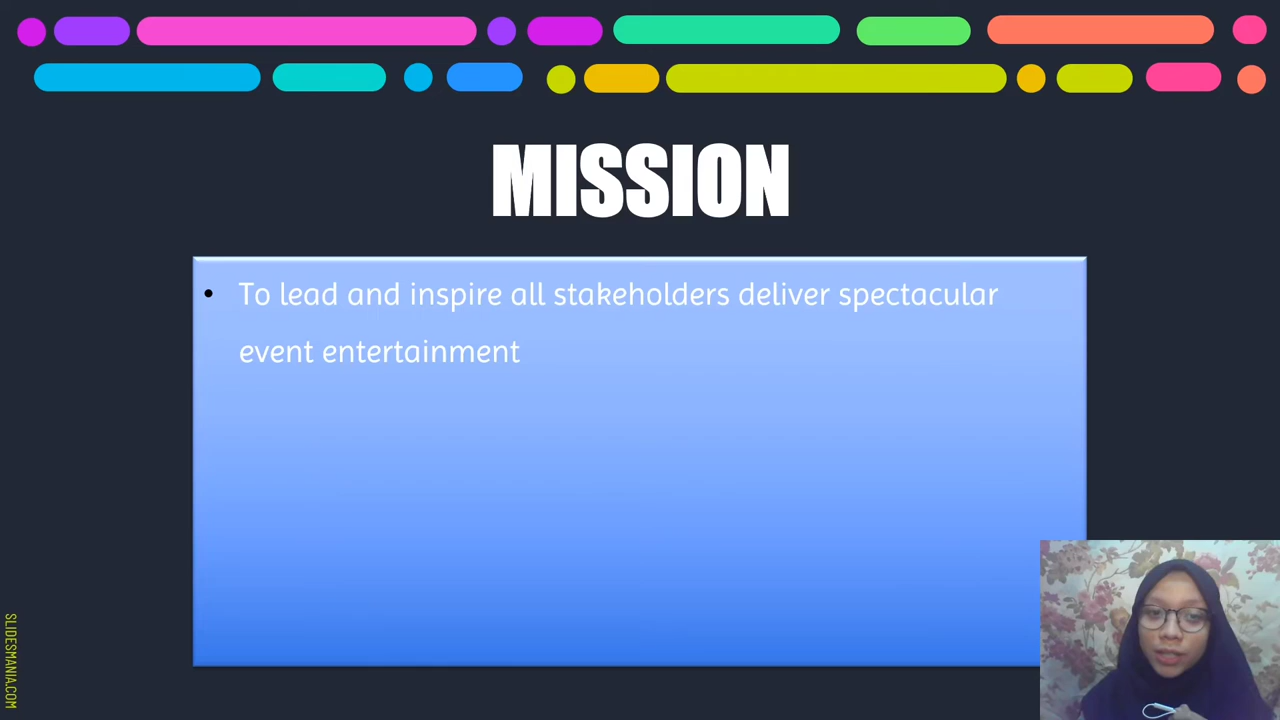 MISSION
• To lead and inspire all stakeholders deliver spectacular
event entertainment
SLIDESMANIA.COM